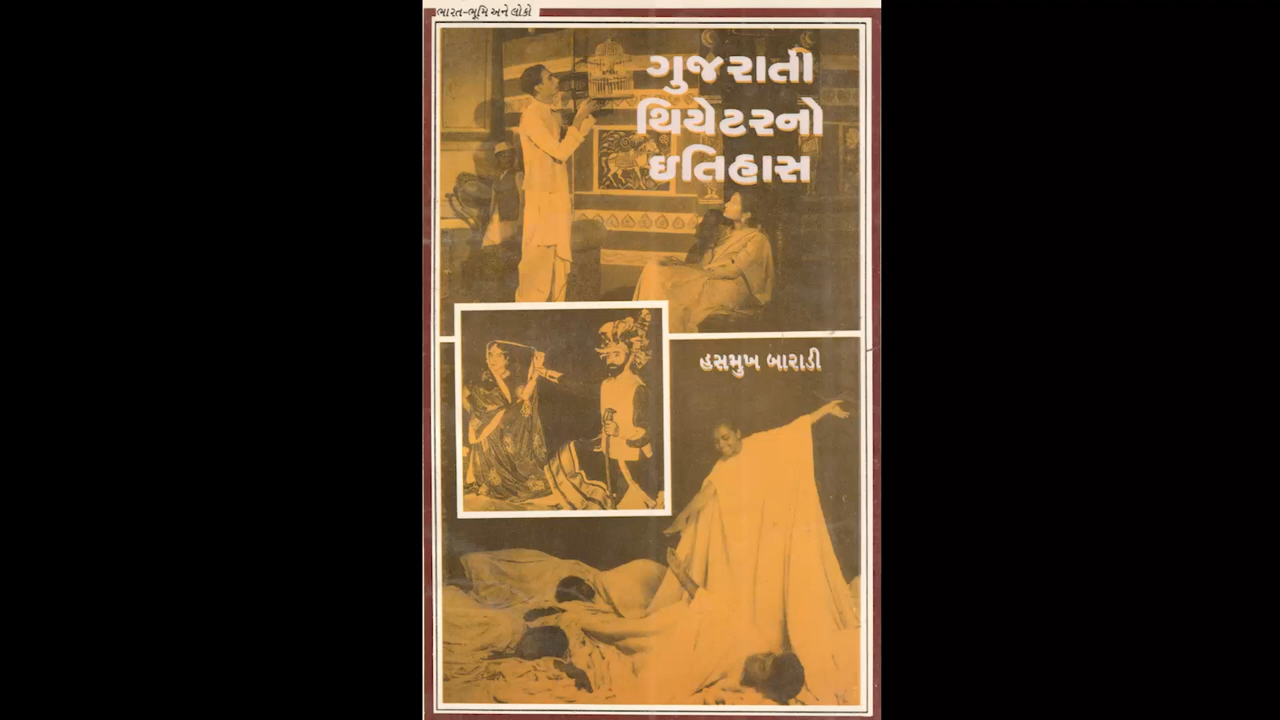 ભારત-ભૂમિ અને લોકો
ગુજરાતી
થિયેટરનો
ઇતિહાસ
હસમુખ બારાડી